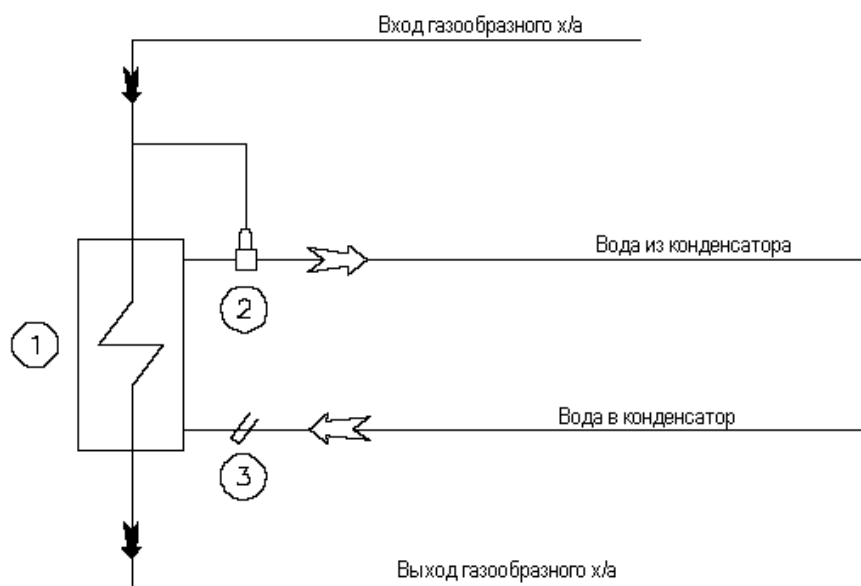 Вход газообразного х/а
Вода из конденсатора
2
1
Вода в конденсатор
3
Выход газообразного х/а